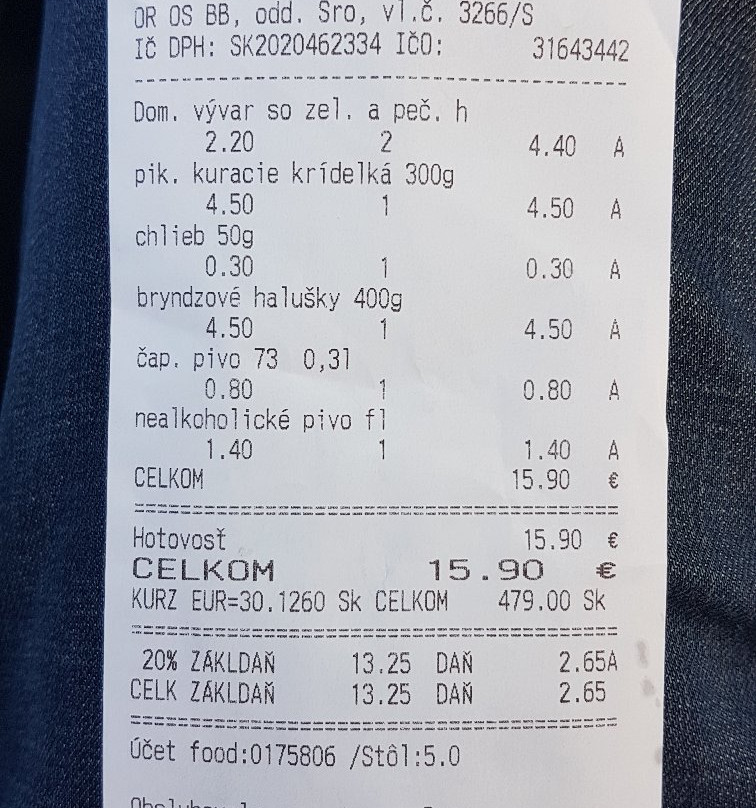 OR OS BB, odd. Sro, vl.č. 3266/S
IČ DPH: SK2020462334 IČO: 31643442
Dom. vývar so zel. a peč. h
2.20 2 4.40 A
pik. kuracie krídelká 300g
4.50 1 4.50 A
chlieb 50g
0.30 1 0.30 A
bryndzové halušky 400g
4.50 1 4.50 A
čap. pivo 73 0,3l
0.80 1 0.80 A
nealkoholické pivo fl
1.40 1 1.40 A
CELKOM 15.90 €
Hotovosť 15.90 €
CELKOM 15.90 €
KURZ EUR=30.1260 Sk CELKOM 479.00 Sk
20% ZÁKLDAŇ 13.25 DAŇ 2.65A
CELK ZÁKLDAŇ 13.25 DAŇ 2.65
Účet food:0175806 /Stôl:5.0